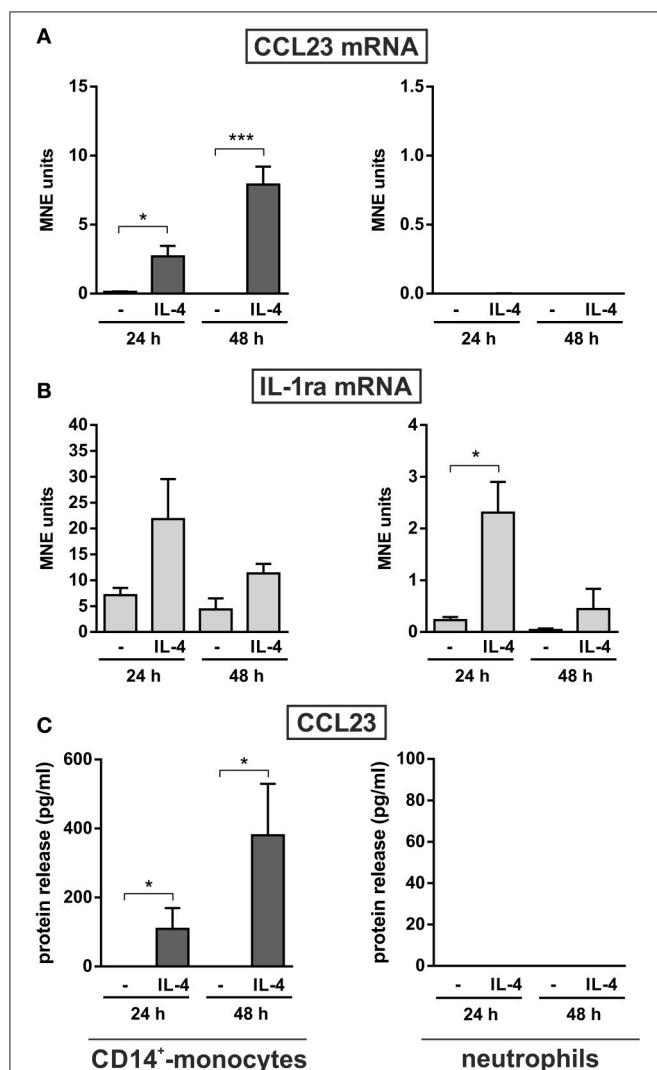 A
CCL23 mRNA
MNE units
15
10
5
0
*
***
- IL-4 - IL-4
24 h 48 h
MNE units
1.5
1.0
0.5
0.0
- IL-4 - IL-4
24 h 48 h
B
IL-1ra mRNA
MNE units
40
35
30
25
20
15
10
5
0
- IL-4 - IL-4
24 h 48 h
MNE units
4
3
2
1
0
*
- IL-4 - IL-4
24 h 48 h
C
CCL23
protein release (pg/ml)
600
400
200
0
*
*
- IL-4 - IL-4
24 h 48 h
CD14⁺-monocytes
protein release (pg/ml)
100
80
60
40
20
0
- IL-4 - IL-4
24 h 48 h
neutrophils